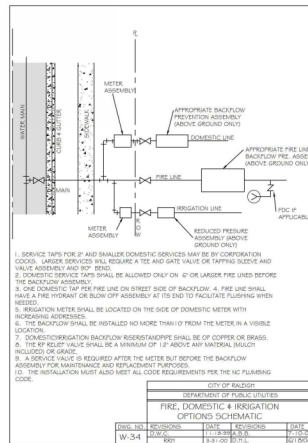 METER
ASSEMBLY
APPROPRIATE BACKFLOW
PREVENTION ASSEMBLY
(ABOVE GROUND ONLY)
DOMESTIC LINE
WATER MAIN
CURB & GUTTER
SIDEWALK
APPROPRIATE FIRE LINE
BACKFLOW PRE. ASSE
(ABOVE GROUND ONLY)
FIRE LINE
MAIN
FDC IF
APPLICABL
IRRIGATION LINE
METER
ASSEMBLY
R
O
W
REDUCED PRESURE
ASSEMBLY (ABOVE
GROUND ONLY)
1. SERVICE TAPS FOR 2" AND SMALLER DOMESTIC SERVICES MAY BE BY CORPORATION
COCKS. LARGER SERVICES WILL REQUIRE A TEE AND GATE VALVE OR TAPPING SLEEVE AND
VALVE ASSEMBLY AND 90° BEND.
2. DOMESTIC SERVICE TAPS SHALL BE ALLOWED ONLY ON 6" OR LARGER FIRE LINES BEFORE
THE BACKFLOW ASSEMBLY.
3. ONE DOMESTIC TAP PER FIRE LINE ON STREET SIDE OF BACKFLOW. 4. FIRE LINE SHALL
HAVE A FIRE HYDRANT OR BLOW OFF ASSEMBLY AT ITS END TO FACILITATE FLUSHING WHEN
NEEDED.
5. IRRIGATION METER SHALL BE LOCATED ON THE SIDE OF DOMESTIC METER WITH
INCREASING ADDRESSES.
6. THE BACKFLOW SHALL BE INSTALLED NO MORE THAN 10' FROM THE METER IN A VISIBLE
LOCATION.
7. DOMESTIC/IRRIGATION BACKFLOW RISERS/STANDPIPE SHALL BE OF COPPER OR BRASS.
8. THE RP RELIEF VALVE SHALL BE A MINIMUM OF 12" ABOVE ANY MATERIAL (MULCH
INCLUDED) OR GRADE.
9. A SERVICE VALVE IS REQUIRED AFTER THE METER BUT BEFORE THE BACKFLOW
ASSEMBLY FOR MAINTENANCE AND REPLACEMENT PURPOSES.
10. THE INSTALLATION MUST ALSO MEET ALL CODE REQUIREMENTS PER THE NC PLUMBING
CODE.
CITY OF RALEIGH
DEPARTMENT OF PUBLIC UTILITIES
FIRE, DOMESTIC & IRRIGATION
OPTIONS SCHEMATIC
DWG. NO. REVISIONS DATE REVISIONS DATE
W-34 D.W.C. 11-18-99 A.B.B. 7-10-0
RRH 3-31-00 D.H.L.